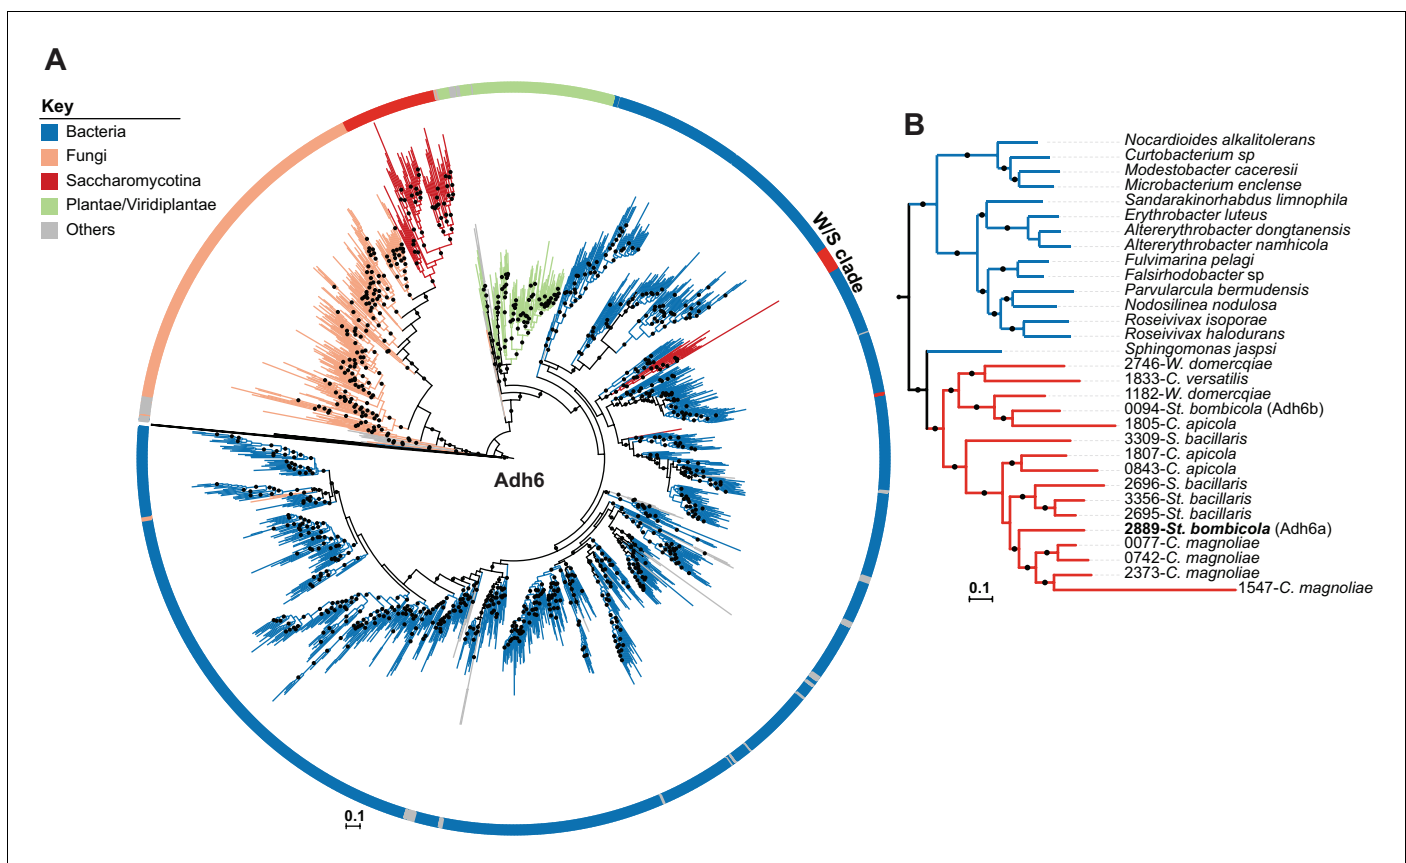 A
Key
Bacteria
Fungi
Saccharomycotina
Plantae/Viridiplantae
Others
W/S clade
Adh6
0.1
B
Nocardioides alkalitolerans
Curtobacterium sp
Modestobacter caceresii
Microbacterium enclense
Sandarakinorhabdus limnophila
Erythrobacter luteus
Altererythrobacter dongtanensis
Altererythrobacter namhicola
Fulvimarina pelagi
Falsirhodobacter sp
Parvularcula bermudensis
Nodosilinea nodulosa
Roseivivax isoporae
Roseivivax halodurans
Sphingomonas jaspsi
2746-W. domercqiae
1833-C. versatilis
1182-W. domercqiae
0094-St. bombicola (Adh6b)
1805-C. apicola
3309-S. bacillaris
1807-C. apicola
0843-C. apicola
2696-S. bacillaris
3356-St. bacillaris
2695-St. bacillaris
2889-St. bombicola (Adh6a)
0077-C. magnoliae
0742-C. magnoliae
2373-C. magnoliae
1547-C. magnoliae
0.1